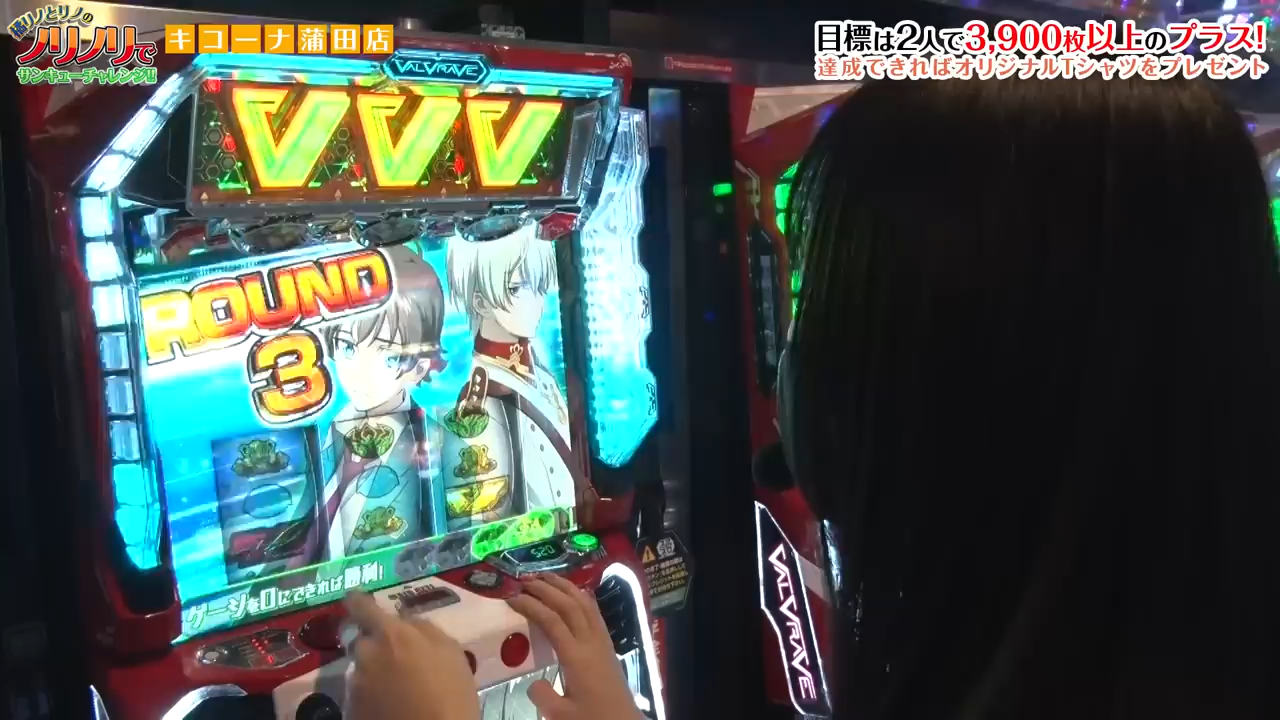 橘リノとリノの
ノリノリで
サンキューチャレンジ!!
キコーナ蒲田店
目標は2人で3,900枚以上のプラス!
達成できればオリジナルTシャツをプレゼント
VALVRAVE
VVV
ROUND
3
ゲージを0にできれば勝利!
520
VALVRAVE